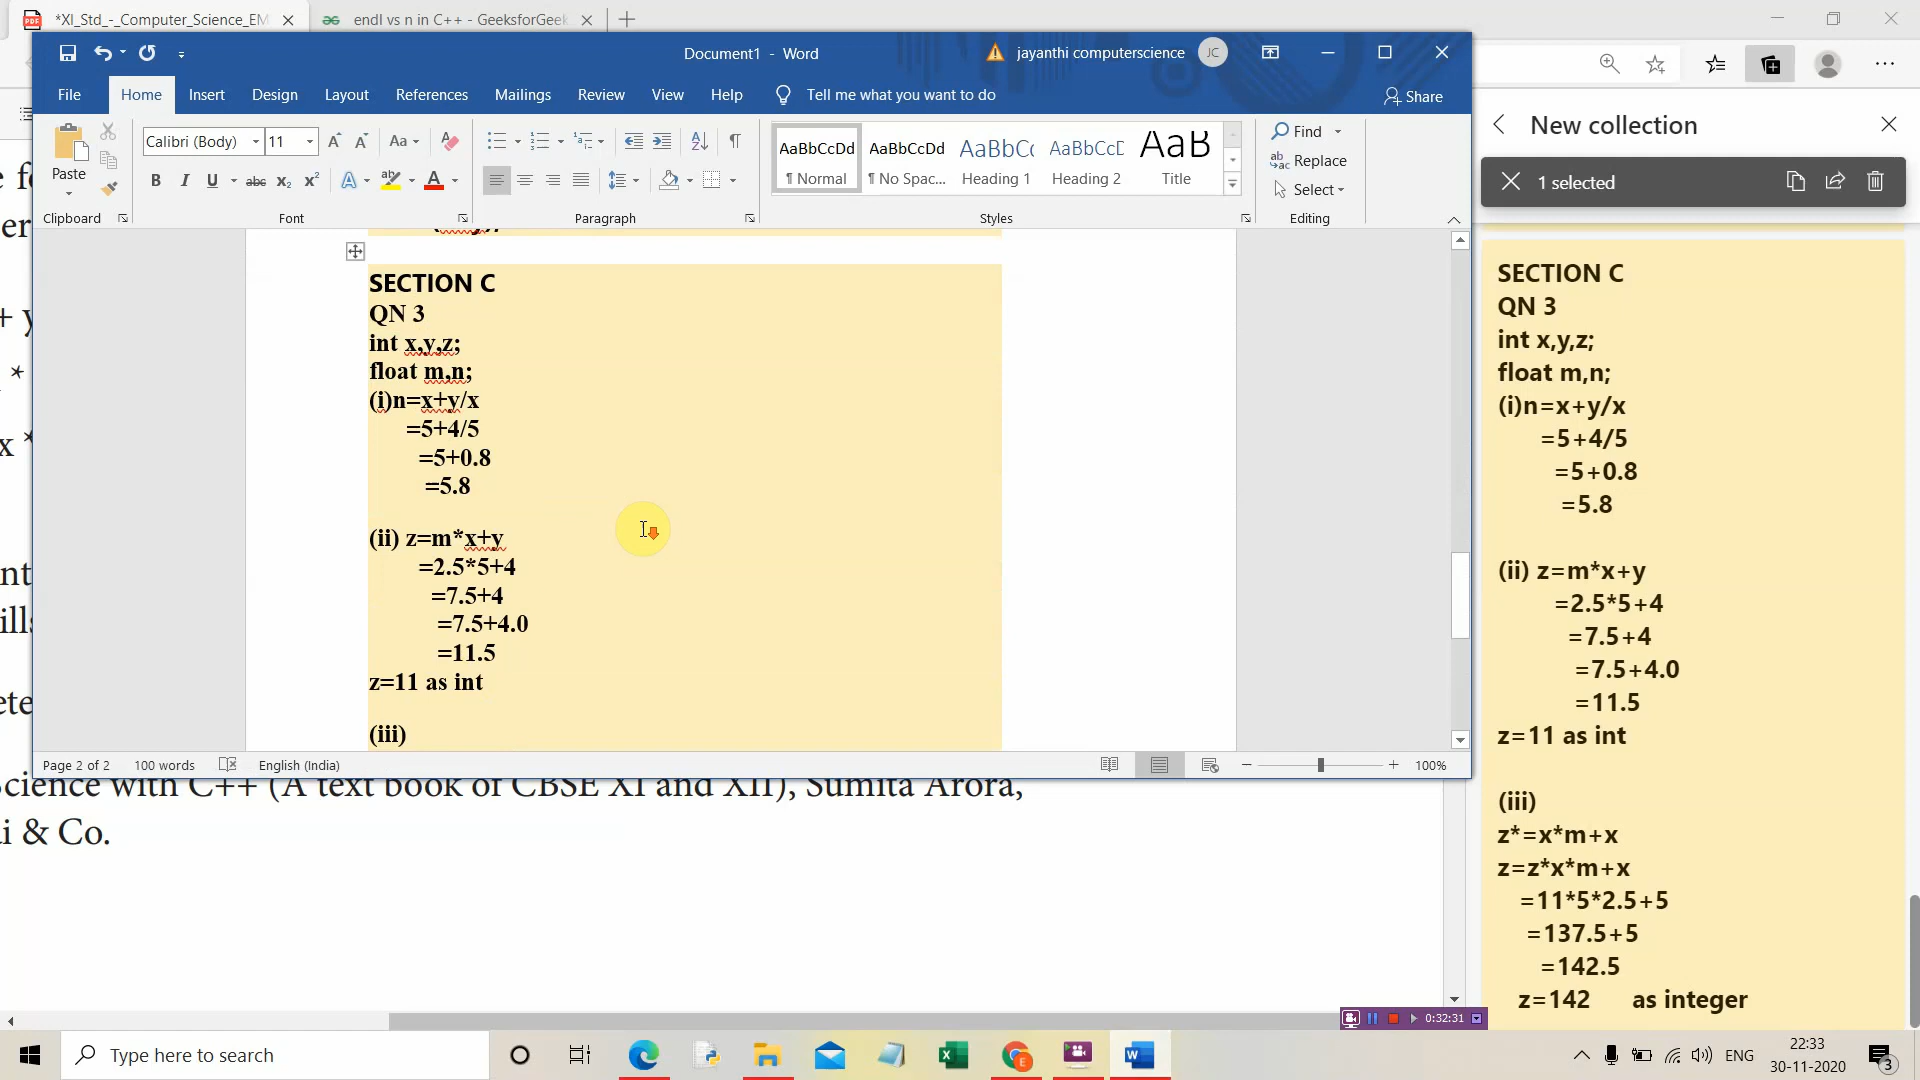 *XI_Std_-_Computer_Science_EM
endl vs n in C++ - GeeksforGeek
Document1 - Word
jayanthi computerscience
JC
File
Home
Insert
Design
Layout
References
Mailings
Review
View
Help
Tell me what you want to do
Share
Paste
Clipboard
Calibri (Body)
11
Font
Paragraph
AaBbCcDd
¶ Normal
AaBbCcDd
¶ No Spac...
AaBbCc
Heading 1
AaBbCcD
Heading 2
AaB
Title
Styles
Find
Replace
Select
Editing
SECTION C
QN 3
int x,y,z;
float m,n;
(i)n=x+y/x
=5+4/5
=5+0.8
=5.8
(ii) z=m*x+y
=2.5*5+4
=7.5+4
=7.5+4.0
=11.5
z=11 as int
(iii)
Page 2 of 2
100 words
English (India)
100%
cience with C++ (A text book of CBSE XI and XII), Sumita Arora,
i & Co.
New collection
1 selected
SECTION C
QN 3
int x,y,z;
float m,n;
(i)n=x+y/x
=5+4/5
=5+0.8
=5.8
(ii) z=m*x+y
=2.5*5+4
=7.5+4
=7.5+4.0
=11.5
z=11 as int
(iii)
z*=x*m+x
z=z*x*m+x
=11*5*2.5+5
=137.5+5
=142.5
z=142 as integer
0:32:31
Type here to search
ENG
22:33
30-11-2020
3